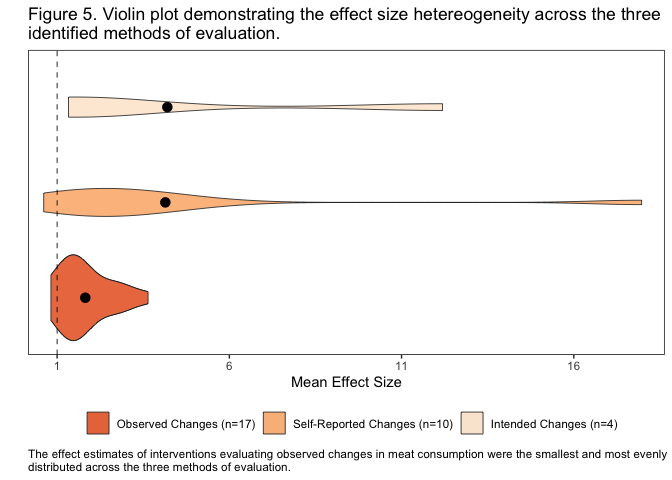 Figure 5. Violin plot demonstrating the effect size hetereogeneity across the three
identified methods of evaluation.
1 6 11 16
Mean Effect Size
Observed Changes (n=17) Self-Reported Changes (n=10) Intended Changes (n=4)
The effect estimates of interventions evaluating observed changes in meat consumption were the smallest and most evenly
distributed across the three methods of evaluation.